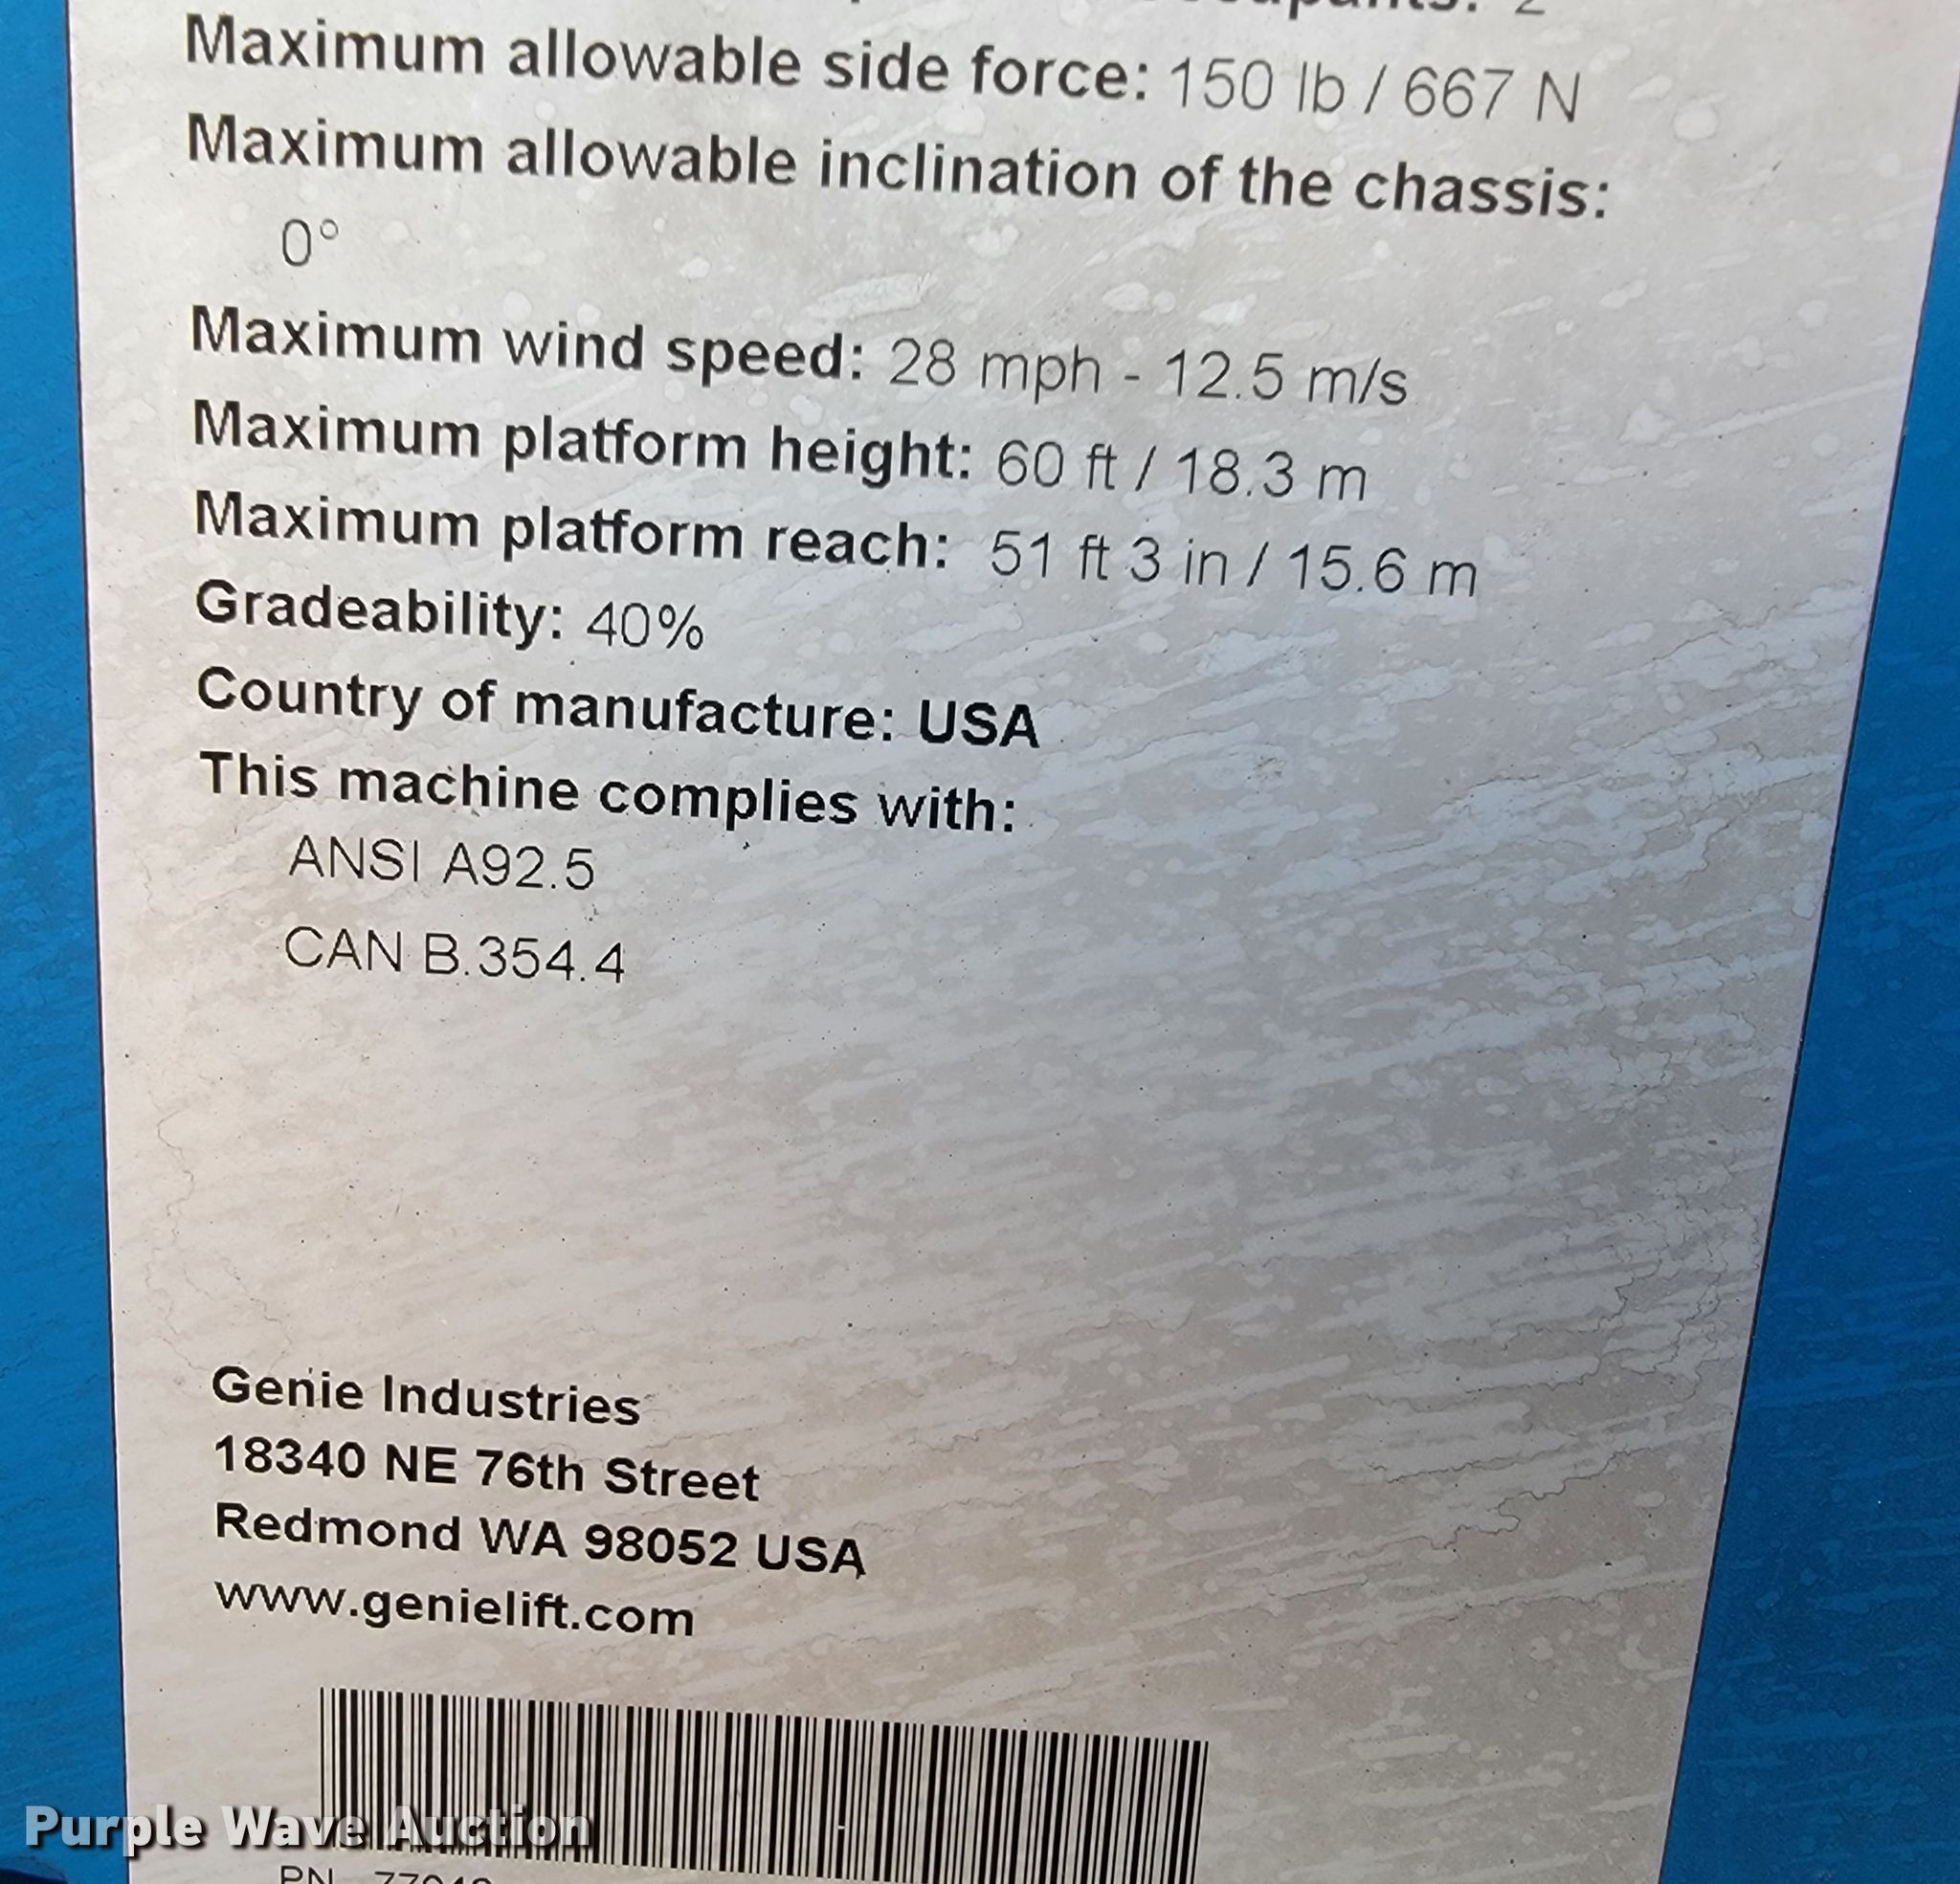 Maximum allowable side force: 150 lb / 667 N
Maximum allowable inclination of the chassis:
0°
Maximum wind speed: 28 mph - 12.5 m/s
Maximum platform height: 60 ft / 18.3 m
Maximum platform reach: 51 ft 3 in / 15.6 m
Gradeability: 40%
Country of manufacture: USA
This machine complies with:
ANSI A92.5
CAN B.354.4
Genie Industries
18340 NE 76th Street
Redmond WA 98052 USA
www.genielift.com
Purple Wave Auction
PN